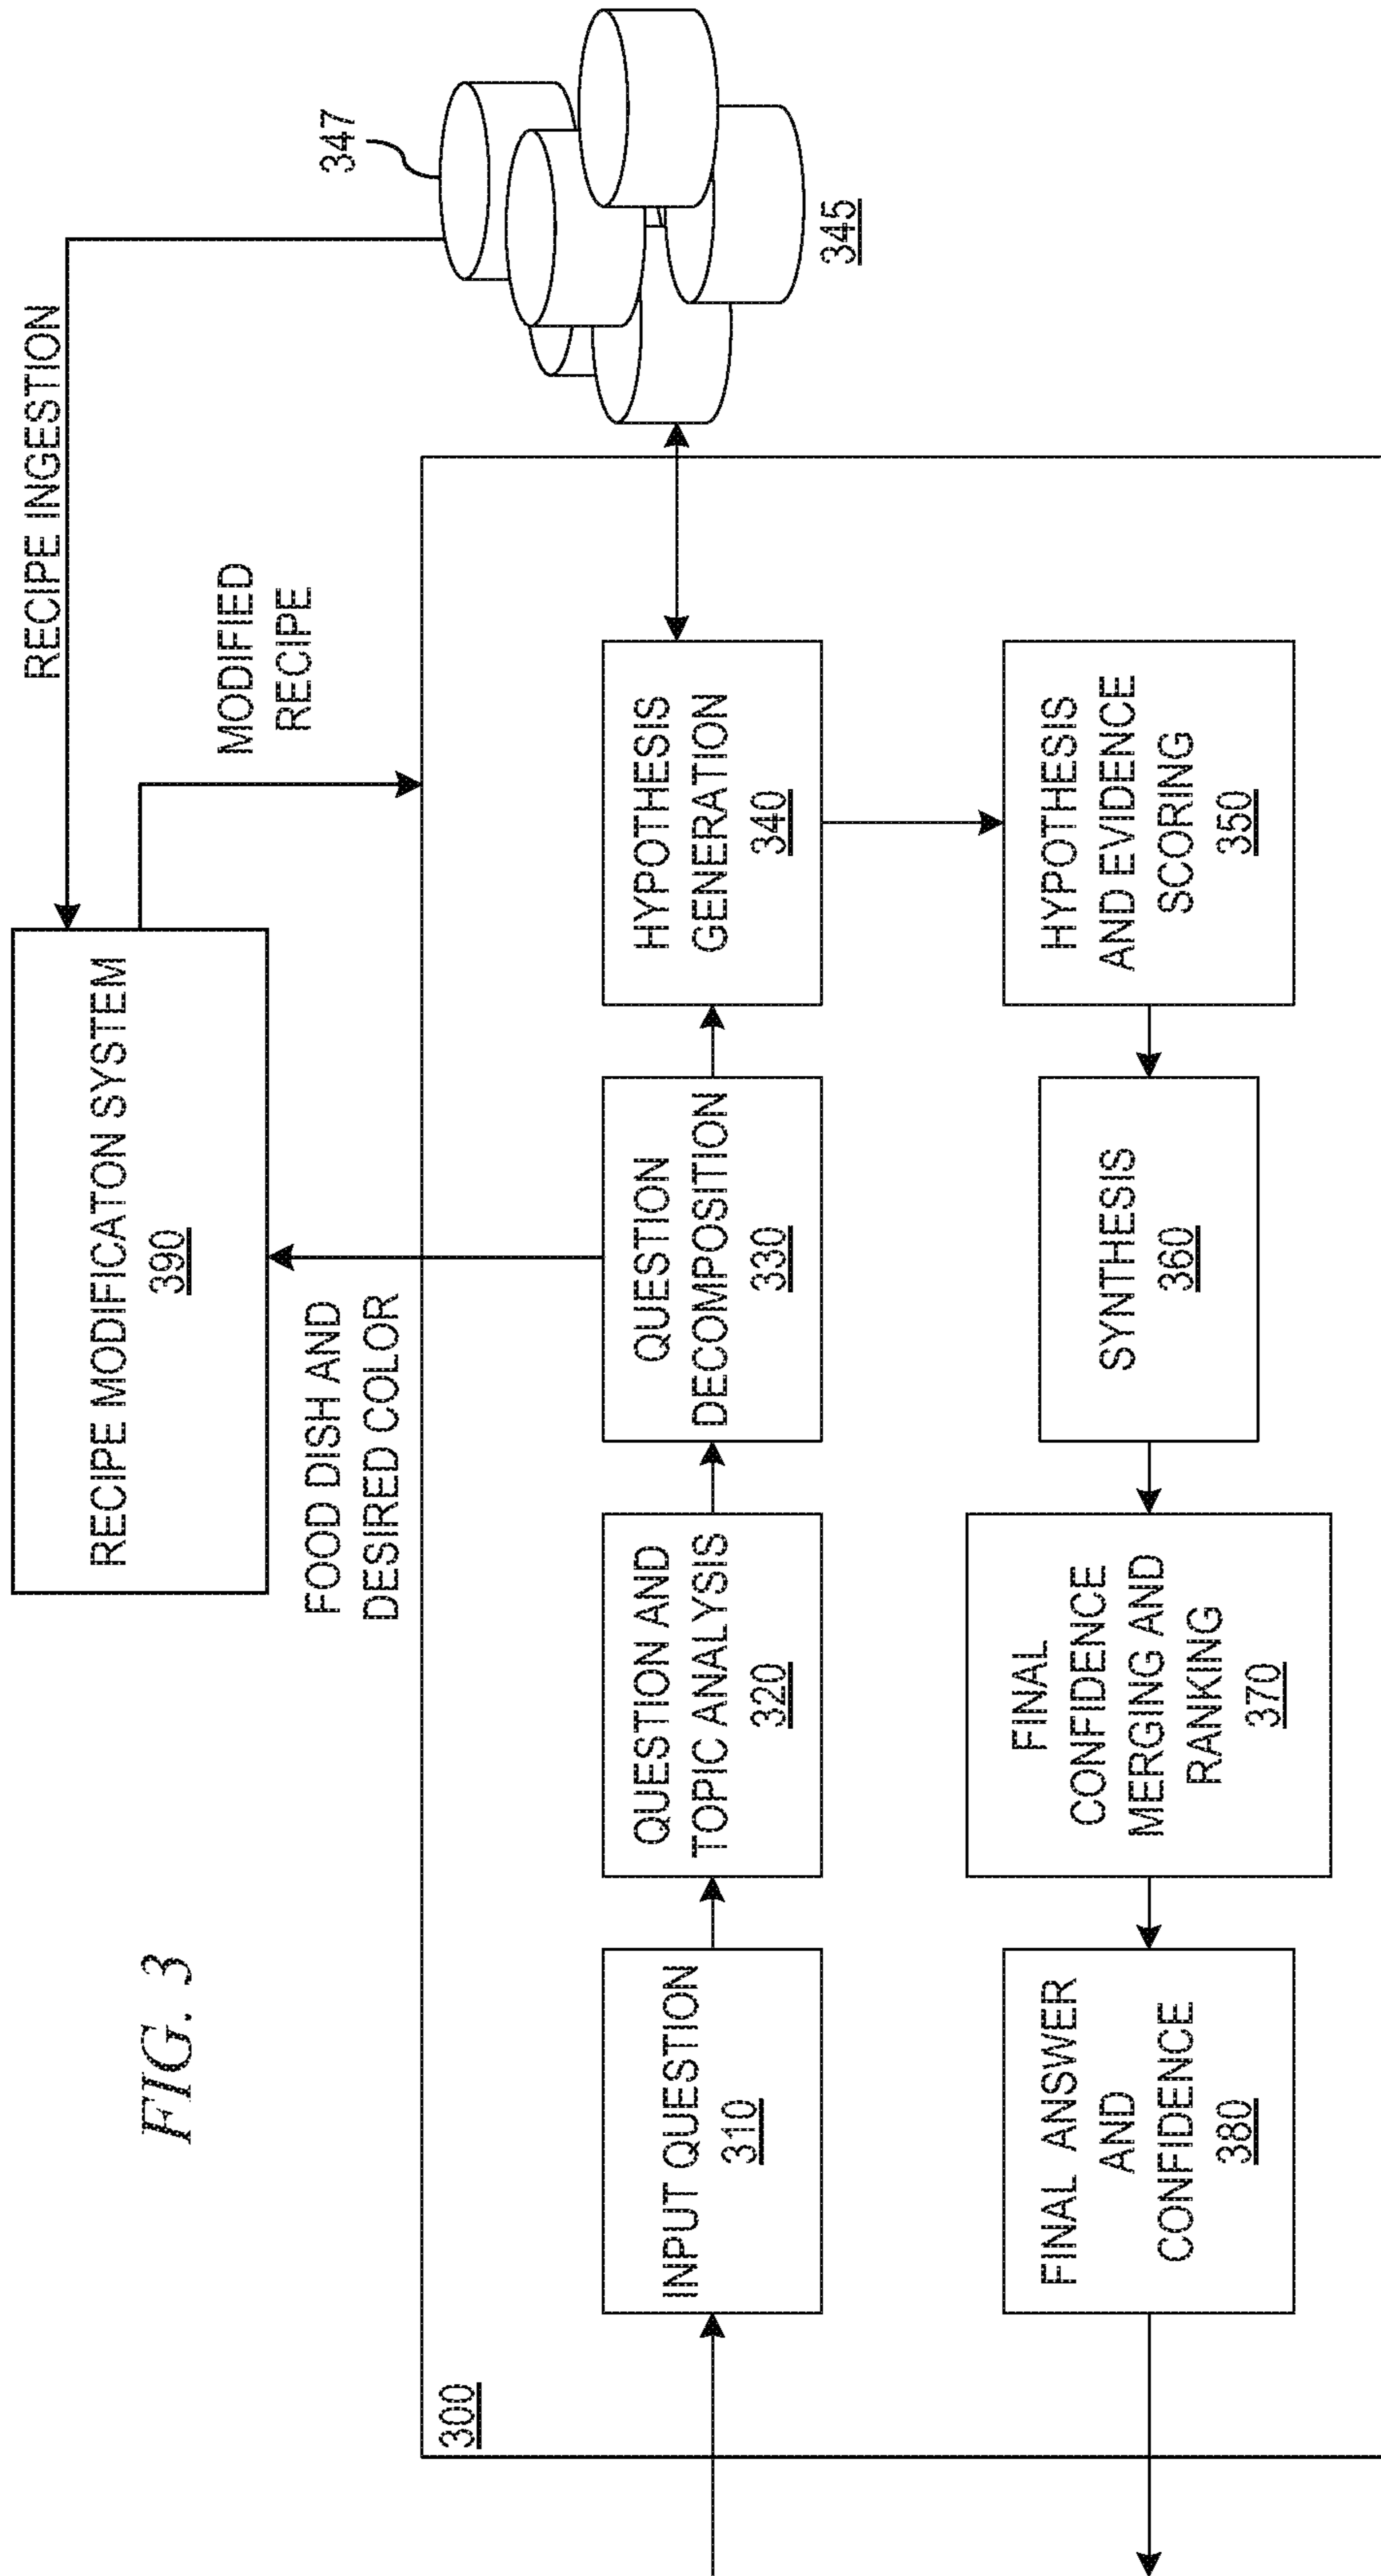 FIG. 3
RECIPE MODIFICATON SYSTEM
390
RECIPE INGESTION
MODIFIED
RECIPE
FOOD DISH AND
DESIRED COLOR
347
345
300
INPUT QUESTION
310
QUESTION AND
TOPIC ANALYSIS
320
QUESTION
DECOMPOSITION
330
HYPOTHESIS
GENERATION
340
HYPOTHESIS
AND EVIDENCE
SCORING
350
SYNTHESIS
360
FINAL
CONFIDENCE
MERGING AND
RANKING
370
FINAL ANSWER
AND
CONFIDENCE
380